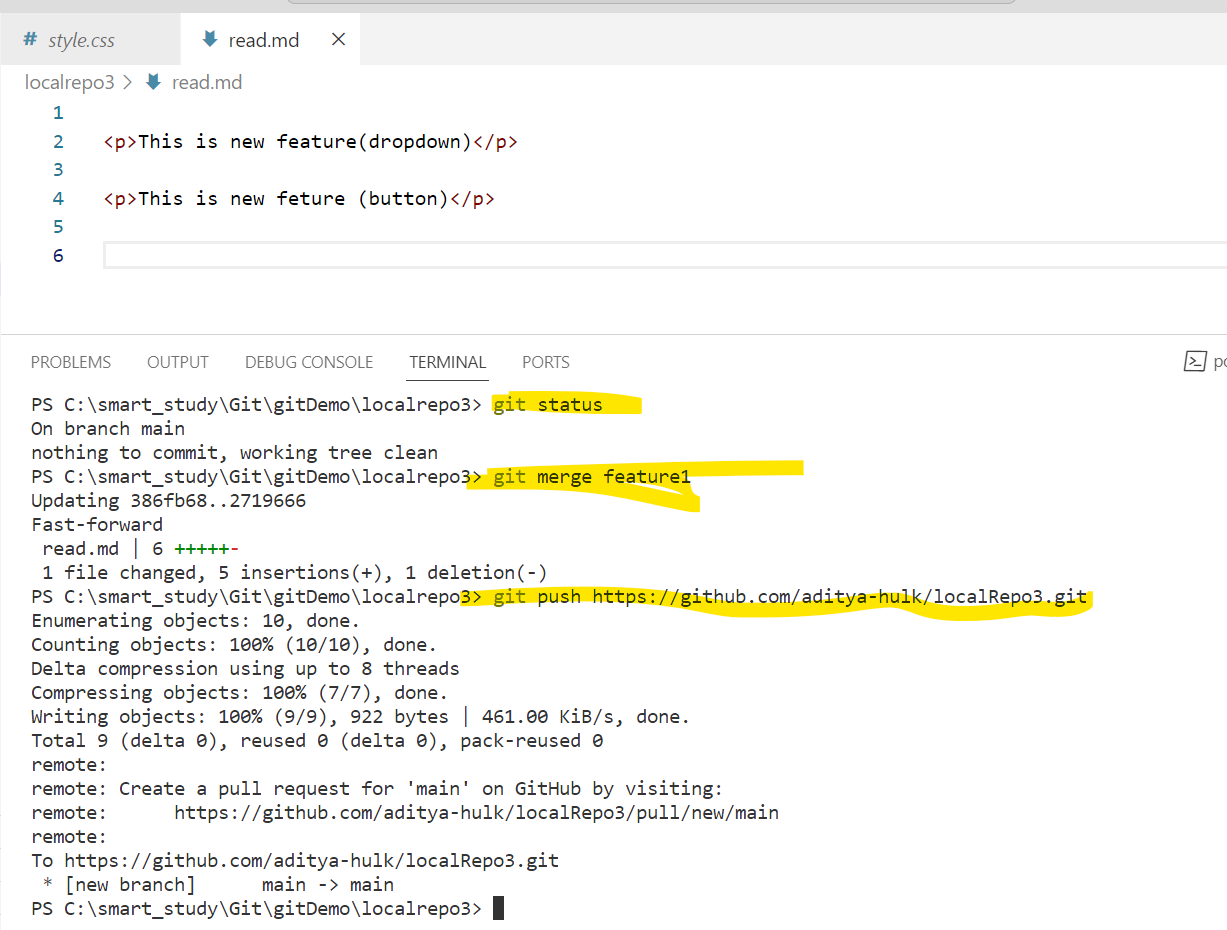 # style.css read.md
localrepo3 > read.md
1
2 <p>This is new feature(dropdown)</p>
3
4 <p>This is new feture (button)</p>
5
6
PROBLEMS OUTPUT DEBUG CONSOLE TERMINAL PORTS
PS C:\smart_study\Git\gitDemo\localrepo3> git status
On branch main
nothing to commit, working tree clean
PS C:\smart_study\Git\gitDemo\localrepo3> git merge feature1
Updating 386fb68..2719666
Fast-forward
 read.md | 6 +++++-
 1 file changed, 5 insertions(+), 1 deletion(-)
PS C:\smart_study\Git\gitDemo\localrepo3> git push https://github.com/aditya-hulk/localRepo3.git
Enumerating objects: 10, done.
Counting objects: 100% (10/10), done.
Delta compression using up to 8 threads
Compressing objects: 100% (7/7), done.
Writing objects: 100% (9/9), 922 bytes | 461.00 KiB/s, done.
Total 9 (delta 0), reused 0 (delta 0), pack-reused 0
remote:
remote: Create a pull request for 'main' on GitHub by visiting:
remote:      https://github.com/aditya-hulk/localRepo3/pull/new/main
remote:
To https://github.com/aditya-hulk/localRepo3.git
 * [new branch]      main -> main
PS C:\smart_study\Git\gitDemo\localrepo3>